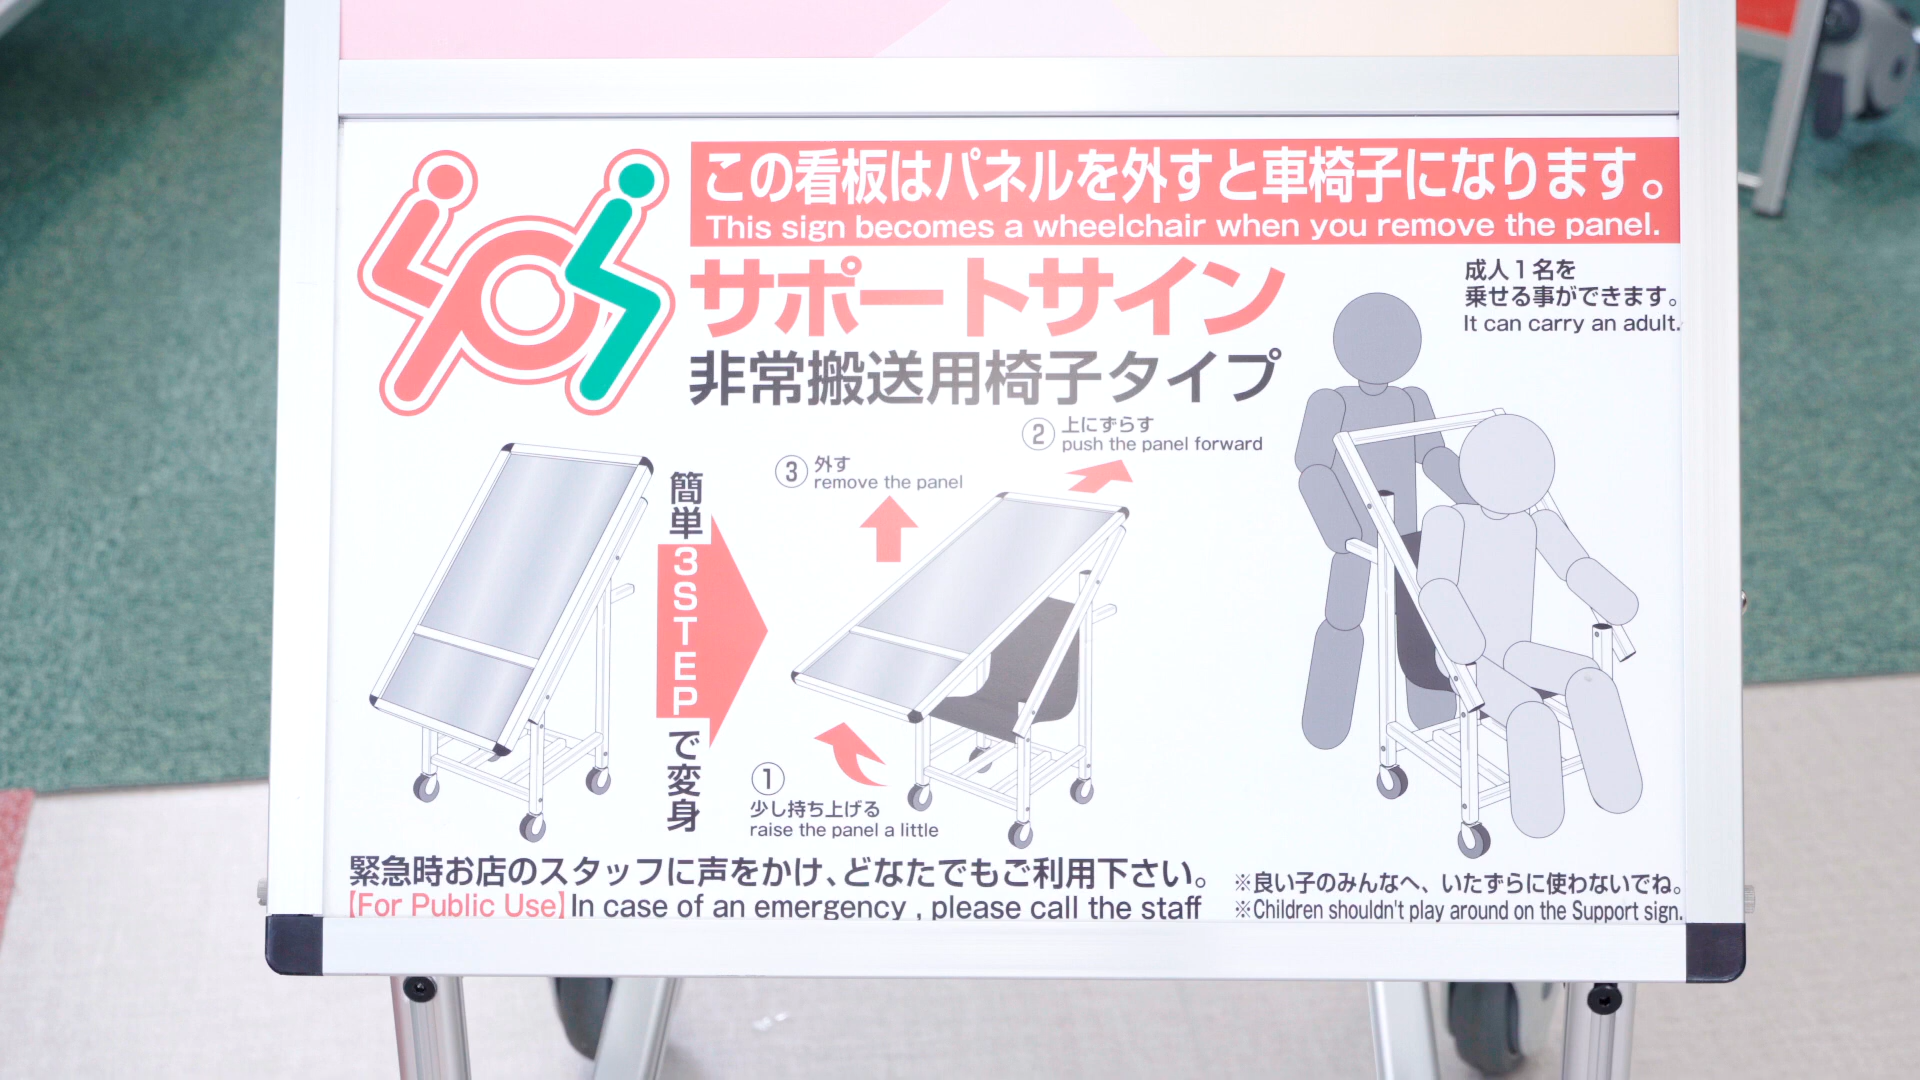 この看板はパネルを外すと車椅子になります。
This sign becomes a wheelchair when you remove the panel.
サポートサイン
非常搬送用椅子タイプ
成人1名を
乗せる事ができます。
It can carry an adult.
簡単3STEPで変身
② 上にずらす
push the panel forward
③ 外す
remove the panel
① 少し持ち上げる
raise the panel a little
緊急時お店のスタッフに声をかけ、どなたでもご利用下さい。
【For Public Use】In case of an emergency , please call the staff
※良い子のみんなへ、いたずらに使わないでね。
※Children shouldn't play around on the Support sign.